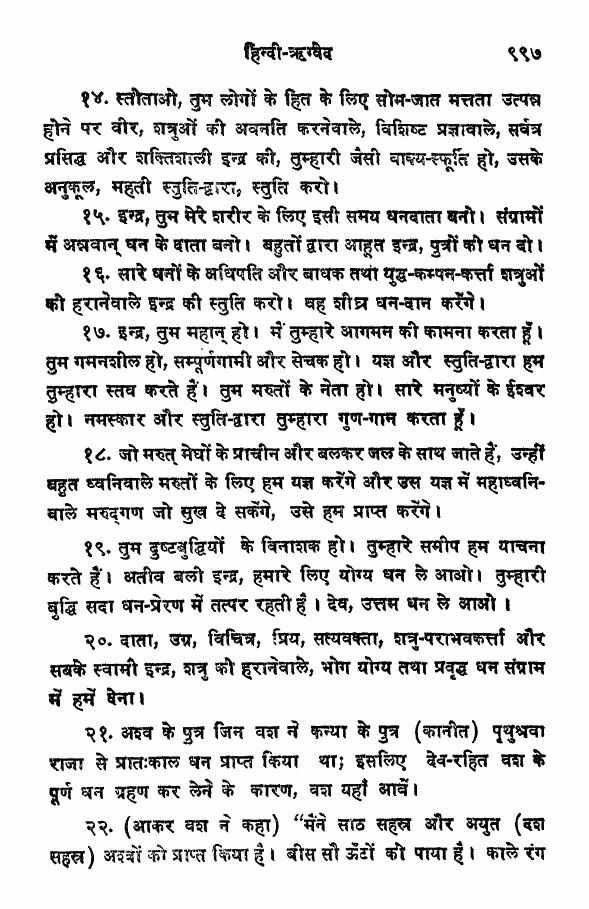 हिन्दी-ऋग्वेद ९९७
१४. स्तोताओ, तुम लोगों के हित के लिए सोम-जात मत्तता उत्पन्न
होने पर वीर, शत्रुओं की अवनति करनेवाले, विशिष्ट प्रज्ञावाले, सर्वत्र
प्रसिद्ध और शक्तिशाली इन्द्र की, तुम्हारी जैसी वाक्य-स्फूर्ति हो, उसके
अनुकूल, महती स्तुति-द्वारा, स्तुति करो।
१५. इन्द्र, तुम मेरे शरीर के लिए इसी समय धनदाता बनो। संग्रामों
में अन्नवान् धन के दाता बनो। बहुतों द्वारा आहूत इन्द्र, पुत्रों को धन दो।
१६. सारे धनों के अधिपति और बाधक तथा युद्ध-कम्पन-कर्त्ता शत्रुओं
को हरानेवाले इन्द्र की स्तुति करो। वह शीघ्र धन-दान करेंगे।
१७. इन्द्र, तुम महान् हो। मैं तुम्हारे आगमन की कामना करता हूँ।
तुम गमनशील हो, सम्पूर्णगामी और सेचक हो। यज्ञ और स्तुति-द्वारा हम
तुम्हारा स्तव करते हैं। तुम मरुतों के नेता हो। सारे मनुष्यों के ईश्वर
हो। नमस्कार और स्तुति-द्वारा तुम्हारा गुण-गान करता हूँ।
१८. जो मरुत् मेघों के प्राचीन और बलकर जल के साथ जाते हैं, उन्हीं
बहुत ध्वनिवाले मरुतों के लिए हम यज्ञ करेंगे और उस यज्ञ में महाध्वनि-
वाले मरुद्गण जो सुख दे सकेंगे, उसे हम प्राप्त करेंगे।
१९. तुम दुष्टबुद्धियों के विनाशक हो। तुम्हारे समीप हम याचना
करते हैं। अतीव बली इन्द्र, हमारे लिए योग्य धन ले आओ। तुम्हारी
बुद्धि सदा धन-प्रेरण में तत्पर रहती है। देव, उत्तम धन ले आओ।
२०. दाता, उग्र, विचित्र, प्रिय, सत्यवक्ता, शत्रु-पराभवकर्त्ता और
सबके स्वामी इन्द्र, शत्रु को हरानेवाले, भोग योग्य तथा प्रवृद्ध धन संग्राम
में हमें देना।
२१. अश्व के पुत्र जिन वश ने कन्या के पुत्र (कानीत) पृथुश्रवा
राजा से प्रातःकाल धन प्राप्त किया था; इसलिए देव-रहित वश के
पूर्ण धन ग्रहण कर लेने के कारण, वश यहाँ आवें।
२२. (आकर वश ने कहा) “मैंने साठ सहस्र और अयुत (दश
सहस्र) अश्वों को प्राप्त किया है। बीस सौ ऊँटों को पाया है। काले रंग